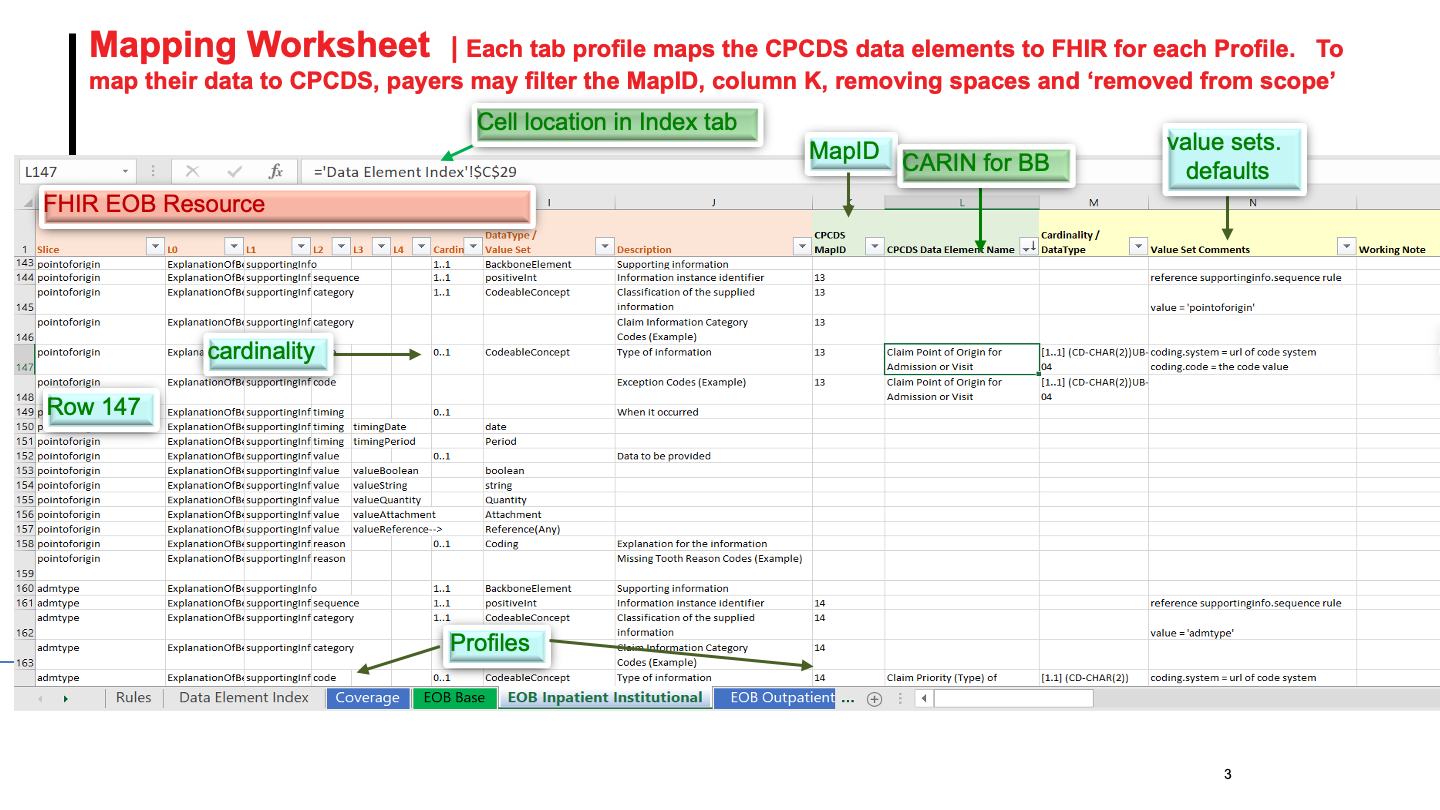 Mapping Worksheet | Each tab profile maps the CPCDS data elements to FHIR for each Profile. To
map their data to CPCDS, payers may filter the MapID, column K, removing spaces and ‘removed from scope’
Cell location in Index tab
MapID
CARIN for BB
value sets.
defaults
L147 fx ='Data Element Index'!$C$29
FHIR EOB Resource
I J L M N
1 Slice L0 L1 L2 L3 L4 Cardin DataType / Value Set Description CPCDS MapID CPCDS Data Element Name Cardinality / DataType Value Set Comments Working Note
143 pointoforigin ExplanationOfBe supportingInfo 1..1 BackboneElement Supporting information
144 pointoforigin ExplanationOfBe supportingInf sequence 1..1 positiveInt Information instance identifier 13 reference supportinginfo.sequence rule
145 pointoforigin ExplanationOfBe supportingInf category 1..1 CodeableConcept Classification of the supplied information 13 value = 'pointoforigin'
146 pointoforigin ExplanationOfBe supportingInf category Claim Information Category Codes (Example) 13
147 pointoforigin Explana 0..1 CodeableConcept Type of information 13 Claim Point of Origin for Admission or Visit [1..1] (CD-CHAR(2))UB-04 coding.system = url of code system coding.code = the code value
cardinality
148 pointoforigin ExplanationOfBe supportingInf code Exception Codes (Example) 13 Claim Point of Origin for Admission or Visit [1..1] (CD-CHAR(2))UB-04
Row 147
149 p ExplanationOfBe supportingInf timing 0..1 When it occurred
150 p ExplanationOfBe supportingInf timing timingDate date
151 pointoforigin ExplanationOfBe supportingInf timing timingPeriod Period
152 pointoforigin ExplanationOfBe supportingInf value 0..1 Data to be provided
153 pointoforigin ExplanationOfBe supportingInf value valueBoolean boolean
154 pointoforigin ExplanationOfBe supportingInf value valueString string
155 pointoforigin ExplanationOfBe supportingInf value valueQuantity Quantity
156 pointoforigin ExplanationOfBe supportingInf value valueAttachment Attachment
157 pointoforigin ExplanationOfBe supportingInf value valueReference--> Reference(Any)
158 pointoforigin ExplanationOfBe supportingInf reason 0..1 Coding Explanation for the information
159 pointoforigin ExplanationOfBe supportingInf reason Missing Tooth Reason Codes (Example)
160 admtype ExplanationOfBe supportingInfo 1..1 BackboneElement Supporting information
161 admtype ExplanationOfBe supportingInf sequence 1..1 positiveInt Information instance identifier 14 reference supportinginfo.sequence rule
162 admtype ExplanationOfBe supportingInf category 1..1 CodeableConcept Classification of the supplied information 14 value = 'admtype'
Profiles
163 admtype ExplanationOfBe supportingInf category Claim Information Category Codes (Example) 14
admtype ExplanationOfBe supportingInf code 0..1 CodeableConcept Type of information 14 Claim Priority (Type) of [1.1] (CD-CHAR(2)) coding.system = url of code system
Rules Data Element Index Coverage EOB Base EOB Inpatient Institutional EOB Outpatient ...
3